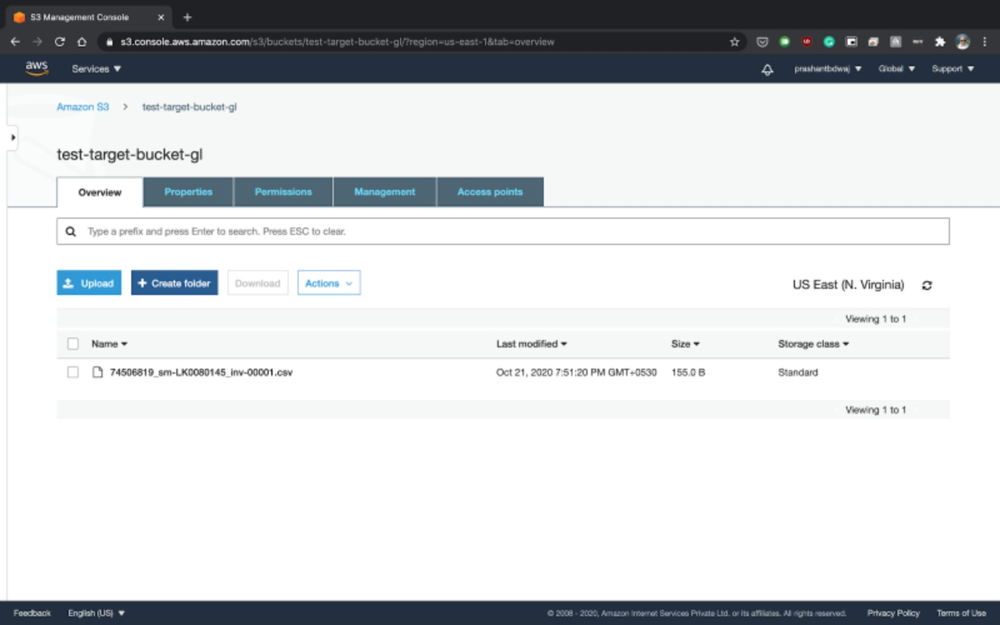 S3 Management Console
s3.console.aws.amazon.com/s3/buckets/test-target-bucket-gl/?region=us-east-1&tab=overview
aws Services prashantbdwaj Global Support
Amazon S3 > test-target-bucket-gl
test-target-bucket-gl
Overview Properties Permissions Management Access points
Type a prefix and press Enter to search. Press ESC to clear.
Upload + Create folder Download Actions US East (N. Virginia)
Viewing 1 to 1
Name Last modified Size Storage class
74506819_sm-LK0080145_inv-00001.csv Oct 21, 2020 7:51:20 PM GMT+0530 155.0 B Standard
Viewing 1 to 1
Feedback English (US) © 2008 - 2020, Amazon Internet Services Private Ltd. or its affiliates. All rights reserved. Privacy Policy Terms of Use